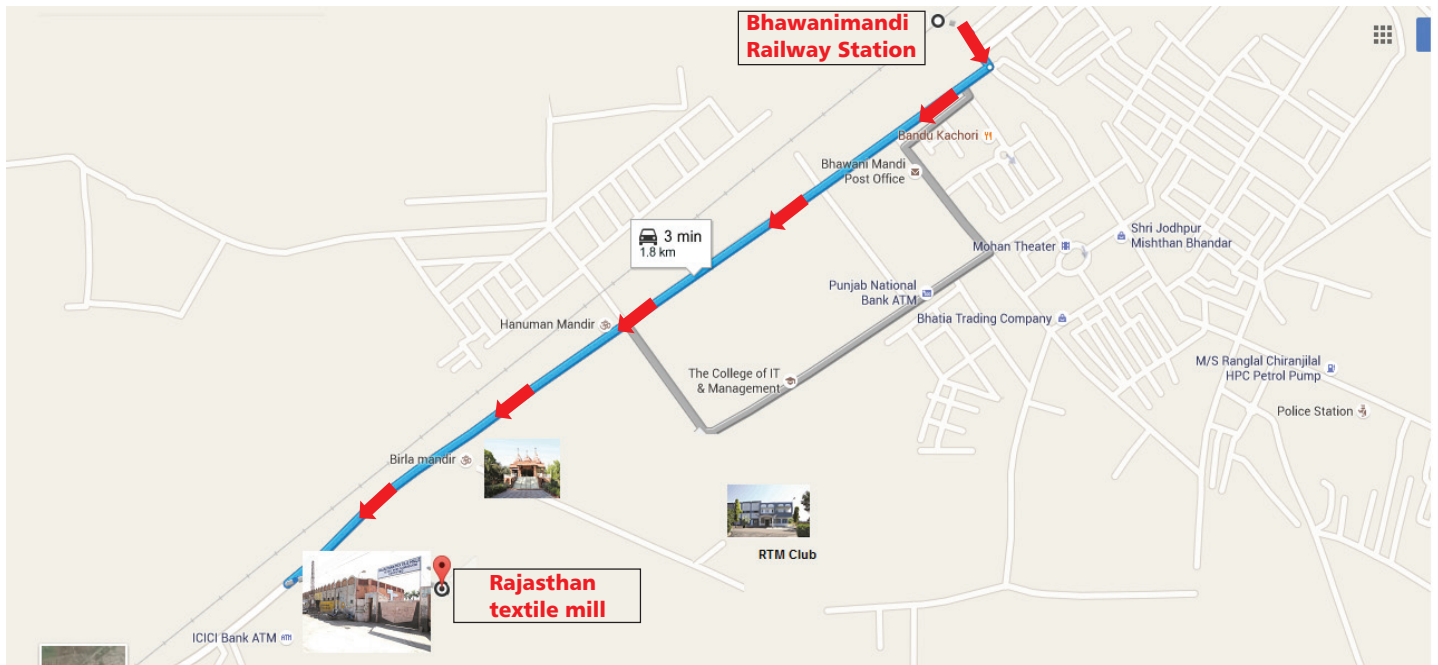 Bhawanimandi
Railway Station
Bandu Kachori
Bhawani Mandi
Post Office
3 min
1.8 km
Mohan Theater
Shri Jodhpur
Mishthan Bhandar
Punjab National
Bank ATM
Bhatia Trading Company
Hanuman Mandir
The College of IT
& Management
M/S Ranglal Chiranjilal
HPC Petrol Pump
Police Station
Birla mandir
RTM Club
Rajasthan
textile mill
ICICI Bank ATM
ATM